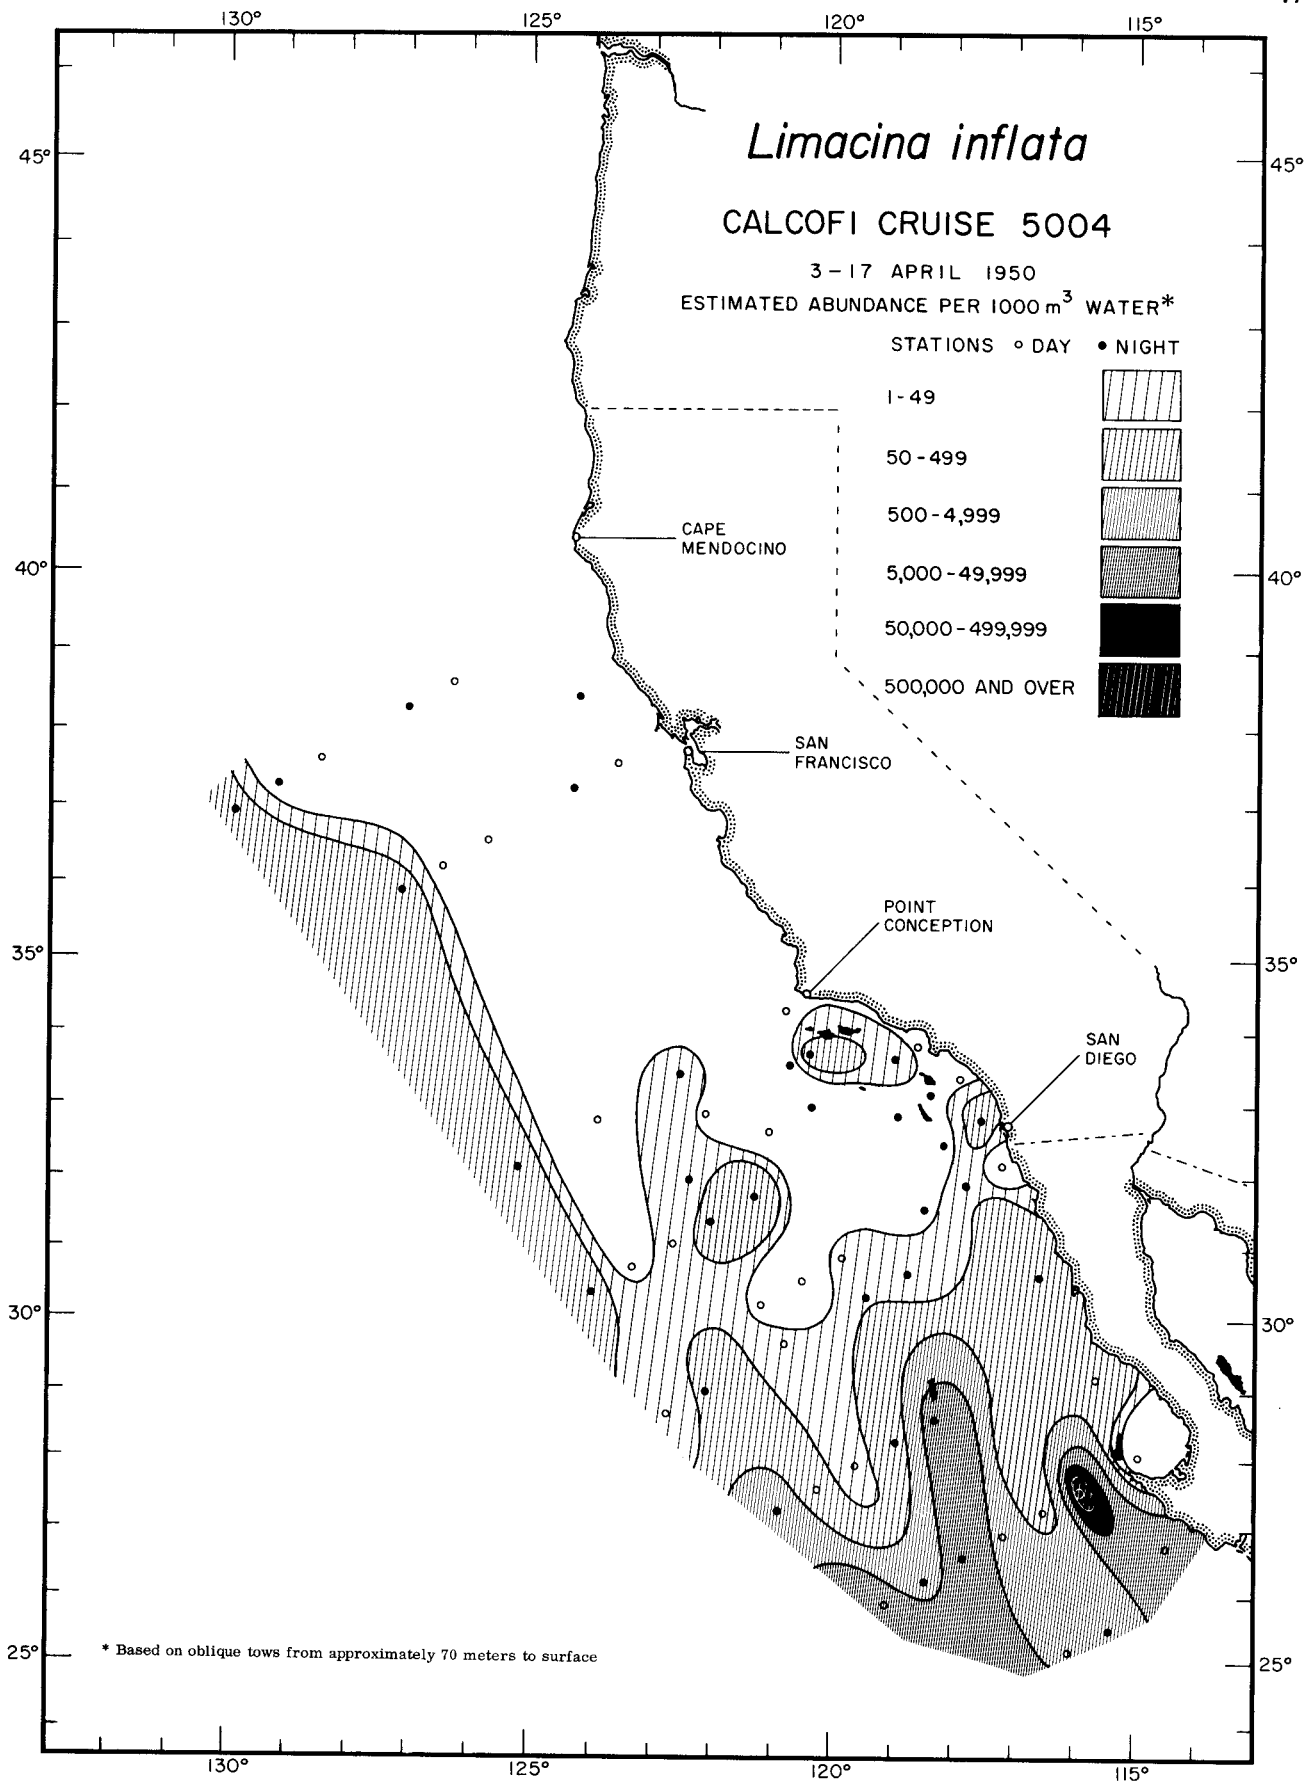 130° 125° 120° 115°
Limacina inflata
45° 45°
CALCOFI CRUISE 5004
3-17 APRIL 1950
ESTIMATED ABUNDANCE PER 1000 m³ WATER*
STATIONS ○ DAY ● NIGHT
1-49
50-499
500-4,999
CAPE
MENDOCINO
40° 40°
5,000-49,999
50,000-499,999
500,000 AND OVER
SAN
FRANCISCO
POINT
CONCEPTION
35° 35°
SAN
DIEGO
30° 30°
* Based on oblique tows from approximately 70 meters to surface
25° 25°
130° 125° 120° 115°